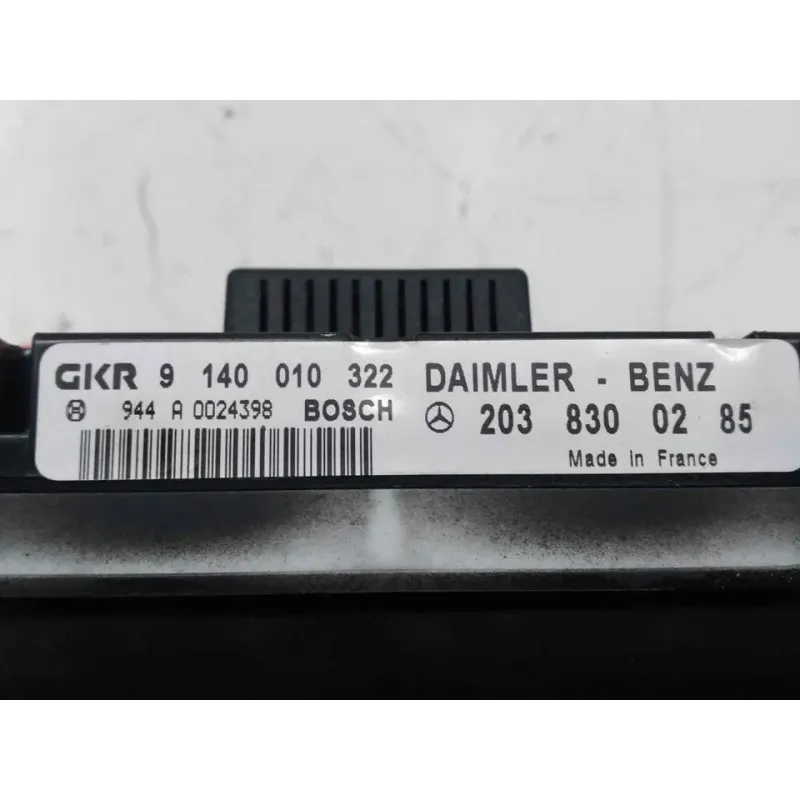 GKR 9 140 010 322 DAIMLER - BENZ
944 A 0024398 BOSCH 203 830 02 85
Made in France